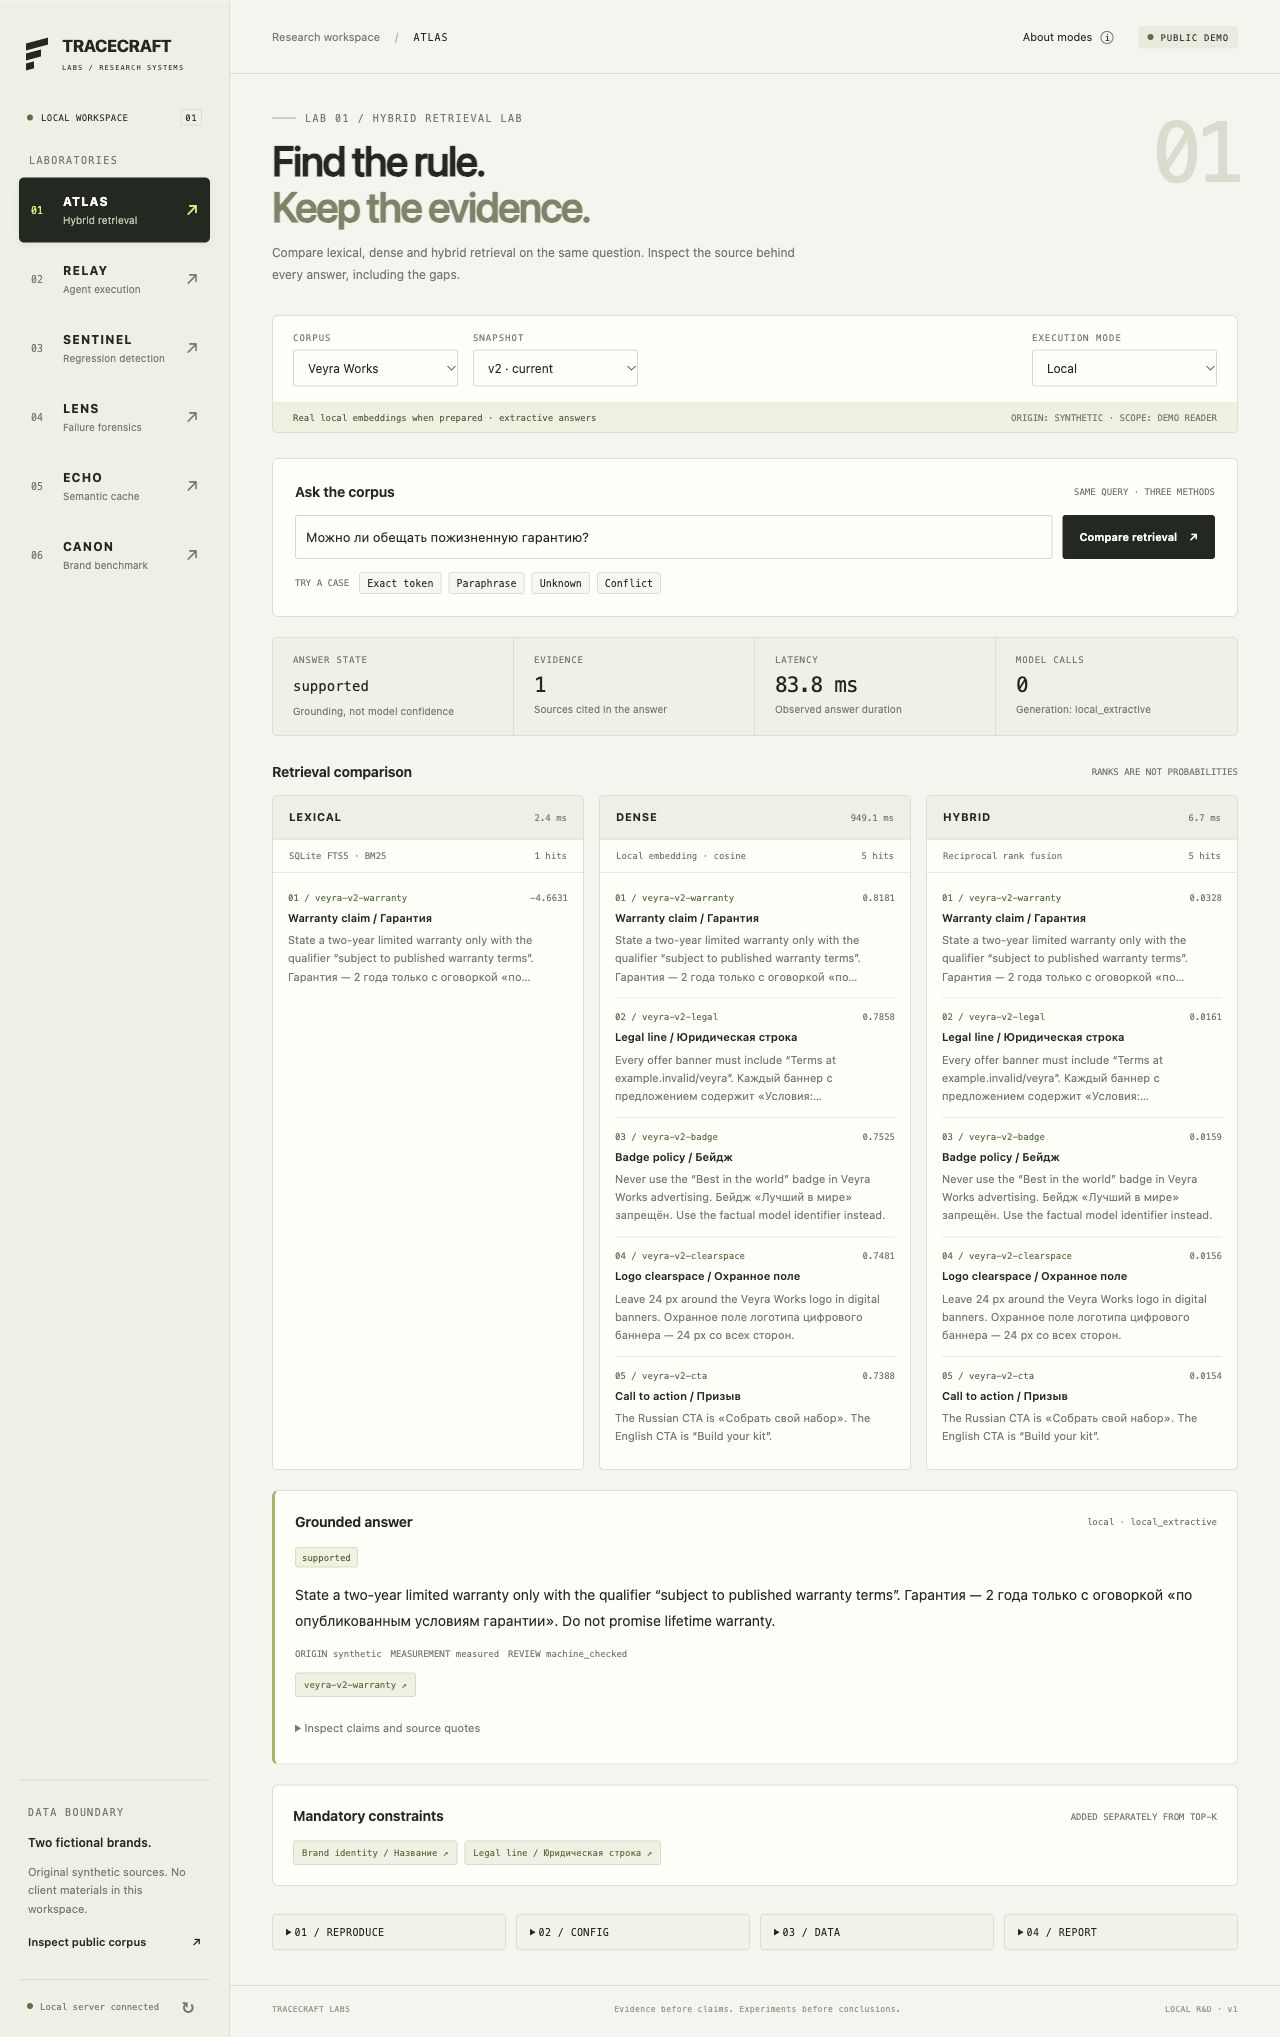 TRACECRAFT
LABS / RESEARCH SYSTEMS
LOCAL WORKSPACE 01
LABORATORIES
01 ATLAS
Hybrid retrieval
02 RELAY
Agent execution
03 SENTINEL
Regression detection
04 LENS
Failure forensics
05 ECHO
Semantic cache
06 CANON
Brand benchmark
DATA BOUNDARY
Two fictional brands.
Original synthetic sources. No
client materials in this
workspace.
Inspect public corpus ↗
Local server connected ↻
Research workspace / ATLAS
About modes ⓘ PUBLIC DEMO
LAB 01 / HYBRID RETRIEVAL LAB
01
Find the rule.
Keep the evidence.
Compare lexical, dense and hybrid retrieval on the same question. Inspect the source behind
every answer, including the gaps.
CORPUS SNAPSHOT EXECUTION MODE
Veyra Works v2 · current Local
Real local embeddings when prepared · extractive answers ORIGIN: SYNTHETIC · SCOPE: DEMO READER
Ask the corpus SAME QUERY · THREE METHODS
Можно ли обещать пожизненную гарантию? Compare retrieval ↗
TRY A CASE Exact token Paraphrase Unknown Conflict
ANSWER STATE
supported
Grounding, not model confidence
EVIDENCE
1
Sources cited in the answer
LATENCY
83.8 ms
Observed answer duration
MODEL CALLS
0
Generation: local_extractive
Retrieval comparison RANKS ARE NOT PROBABILITIES
LEXICAL 2.4 ms
SQLite FTS5 · BM25 1 hits
01 / veyra-v2-warranty -4.6631
Warranty claim / Гарантия
State a two-year limited warranty only with the
qualifier “subject to published warranty terms”.
Гарантия — 2 года только с оговоркой «по...
DENSE 949.1 ms
Local embedding · cosine 5 hits
01 / veyra-v2-warranty 0.8181
Warranty claim / Гарантия
State a two-year limited warranty only with the
qualifier “subject to published warranty terms”.
Гарантия — 2 года только с оговоркой «по...
02 / veyra-v2-legal 0.7858
Legal line / Юридическая строка
Every offer banner must include “Terms at
example.invalid/veyra”. Каждый баннер с
предложением содержит «Условия:...
03 / veyra-v2-badge 0.7525
Badge policy / Бейдж
Never use the “Best in the world” badge in Veyra
Works advertising. Бейдж «Лучший в мире»
запрещён. Use the factual model identifier instead.
04 / veyra-v2-clearspace 0.7481
Logo clearspace / Охранное поле
Leave 24 px around the Veyra Works logo in digital
banners. Охранное поле логотипа цифрового
баннера — 24 px со всех сторон.
05 / veyra-v2-cta 0.7388
Call to action / Призыв
The Russian CTA is «Собрать свой набор». The
English CTA is “Build your kit”.
HYBRID 6.7 ms
Reciprocal rank fusion 5 hits
01 / veyra-v2-warranty 0.0328
Warranty claim / Гарантия
State a two-year limited warranty only with the
qualifier “subject to published warranty terms”.
Гарантия — 2 года только с оговоркой «по...
02 / veyra-v2-legal 0.0161
Legal line / Юридическая строка
Every offer banner must include “Terms at
example.invalid/veyra”. Каждый баннер с
предложением содержит «Условия:...
03 / veyra-v2-badge 0.0159
Badge policy / Бейдж
Never use the “Best in the world” badge in Veyra
Works advertising. Бейдж «Лучший в мире»
запрещён. Use the factual model identifier instead.
04 / veyra-v2-clearspace 0.0156
Logo clearspace / Охранное поле
Leave 24 px around the Veyra Works logo in digital
banners. Охранное поле логотипа цифрового
баннера — 24 px со всех сторон.
05 / veyra-v2-cta 0.0154
Call to action / Призыв
The Russian CTA is «Собрать свой набор». The
English CTA is “Build your kit”.
Grounded answer local · local_extractive
supported
State a two-year limited warranty only with the qualifier “subject to published warranty terms”. Гарантия — 2 года только с оговоркой «по
опубликованным условиям гарантии». Do not promise lifetime warranty.
ORIGIN synthetic MEASUREMENT measured REVIEW machine_checked
veyra-v2-warranty ↗
Inspect claims and source quotes
Mandatory constraints ADDED SEPARATELY FROM TOP-K
Brand identity / Название ↗ Legal line / Юридическая строка ↗
01 / REPRODUCE 02 / CONFIG 03 / DATA 04 / REPORT
TRACECRAFT LABS Evidence before claims. Experiments before conclusions. LOCAL R&D · v1